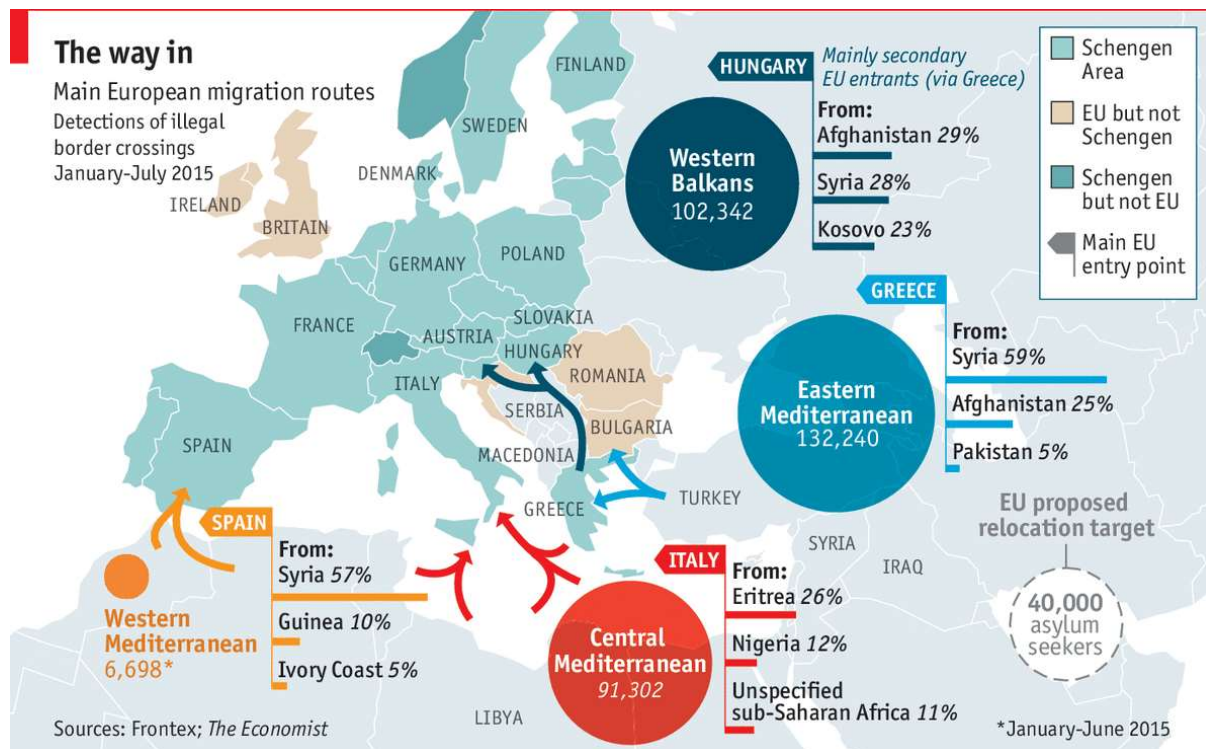 The way in
Main European migration routes
Detections of illegal
border crossings
January-July 2015
IRELAND
BRITAIN
DENMARK
SWEDEN
FINLAND
GERMANY
POLAND
FRANCE
SLOVAKIA
AUSTRIA
HUNGARY
ITALY
ROMANIA
SERBIA
BULGARIA
SPAIN
MACEDONIA
GREECE
TURKEY
SYRIA
IRAQ
LIBYA
HUNGARY
Mainly secondary
EU entrants (via Greece)
Western
Balkans
102,342
From:
Afghanistan 29%
Syria 28%
Kosovo 23%
Schengen
Area
EU but not
Schengen
Schengen
but not EU
Main EU
entry point
GREECE
Eastern
Mediterranean
132,240
From:
Syria 59%
Afghanistan 25%
Pakistan 5%
EU proposed
relocation target
40,000
asylum
seekers
SPAIN
Western
Mediterranean
6,698*
From:
Syria 57%
Guinea 10%
Ivory Coast 5%
ITALY
Central
Mediterranean
91,302
From:
Eritrea 26%
Nigeria 12%
Unspecified
sub-Saharan Africa 11%
Sources: Frontex; The Economist
*January-June 2015